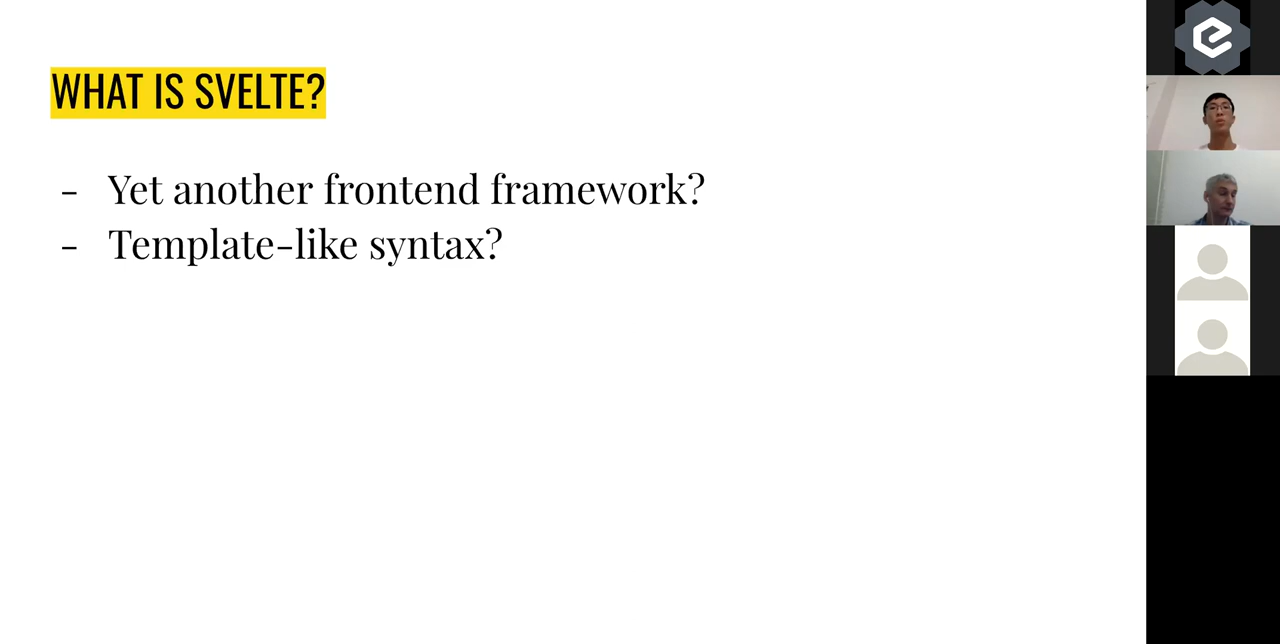 WHAT IS SVELTE?
- Yet another frontend framework?
- Template-like syntax?